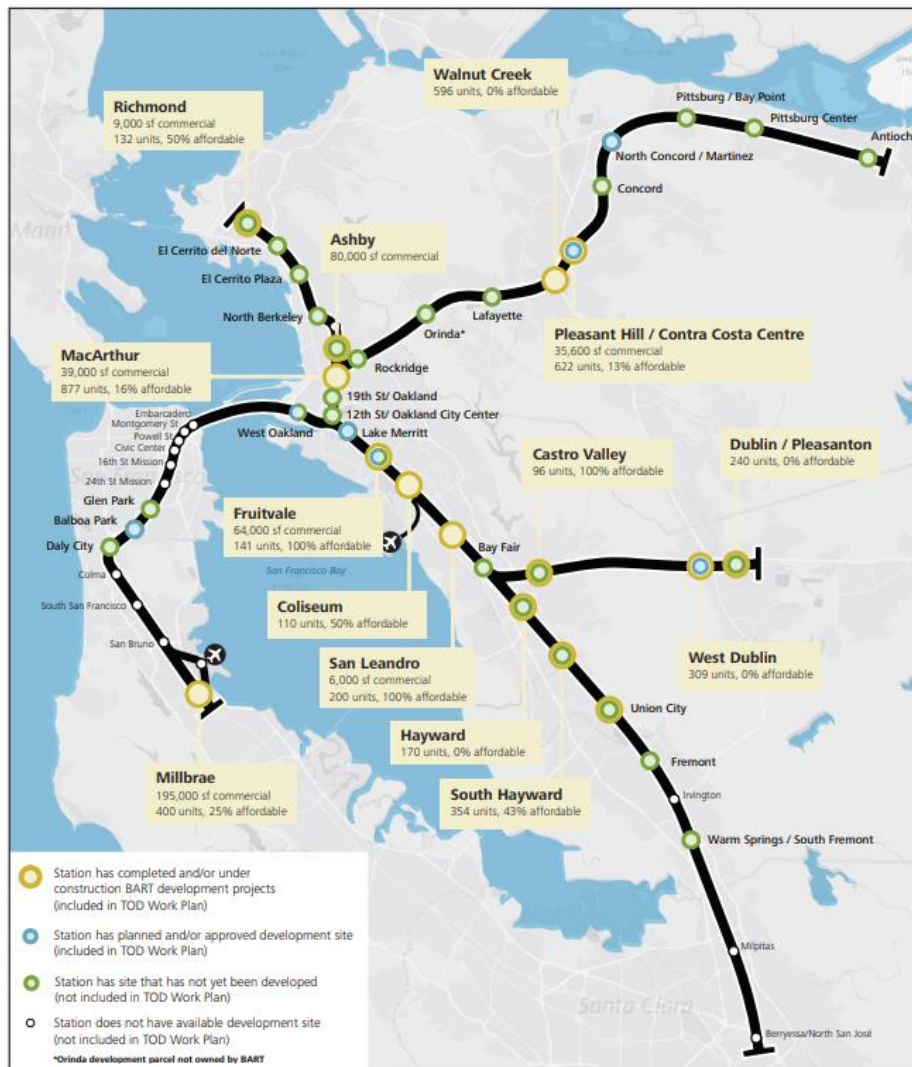 Walnut Creek
596 units, 0% affordable
Pittsburg / Bay Point
Pittsburg Center
Antioch
Richmond
9,000 sf commercial
132 units, 50% affordable
North Concord / Martinez
Concord
Marin
El Cerrito del Norte
Ashby
80,000 sf commercial
El Cerrito Plaza
Lafayette
North Berkeley
Orinda*
Pleasant Hill / Contra Costa Centre
35,600 sf commercial
622 units, 13% affordable
MacArthur
39,000 sf commercial
877 units, 16% affordable
Rockridge
19th St/ Oakland
12th St/ Oakland City Center
Embarcadero
Montgomery St
Powell St
Civic Center
16th St Mission
24th St Mission
San Francisco
West Oakland
Lake Merritt
Castro Valley
96 units, 100% affordable
Dublin / Pleasanton
240 units, 0% affordable
Glen Park
Balboa Park
Daly City
Fruitvale
64,000 sf commercial
141 units, 100% affordable
Bay Fair
Colma
San Francisco Bay
South San Francisco
Coliseum
110 units, 50% affordable
San Bruno
San Leandro
6,000 sf commercial
200 units, 100% affordable
West Dublin
309 units, 0% affordable
Hayward
170 units, 0% affordable
Union City
Millbrae
195,000 sf commercial
400 units, 25% affordable
South Hayward
354 units, 43% affordable
Fremont
Irvington
Warm Springs / South Fremont
Station has completed and/or under
construction BART development projects
(included in TOD Work Plan)
Station has planned and/or approved development site
(included in TOD Work Plan)
Station has site that has not yet been developed
(not included in TOD Work Plan)
Station does not have available development site
(not included in TOD Work Plan)
*Orinda development parcel not owned by BART
Milpitas
Santa Clara
Berryessa/North San José